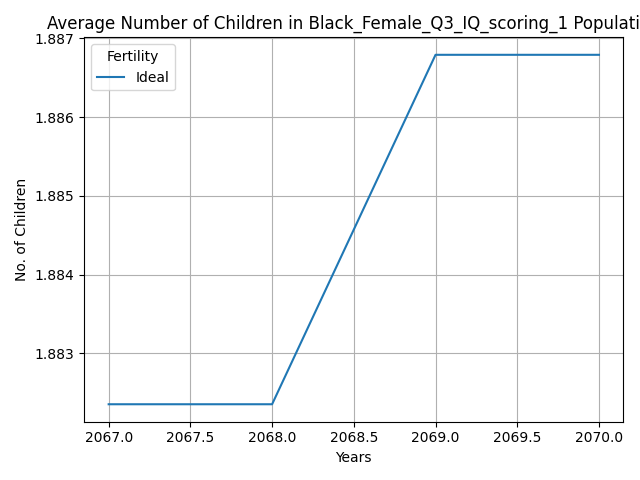 Average Number of Children in Black_Female_Q3_IQ_scoring_1 Populati
Fertility
Ideal
1.887
1.886
1.885
1.884
1.883
No. of Children
2067.0 2067.5 2068.0 2068.5 2069.0 2069.5 2070.0
Years